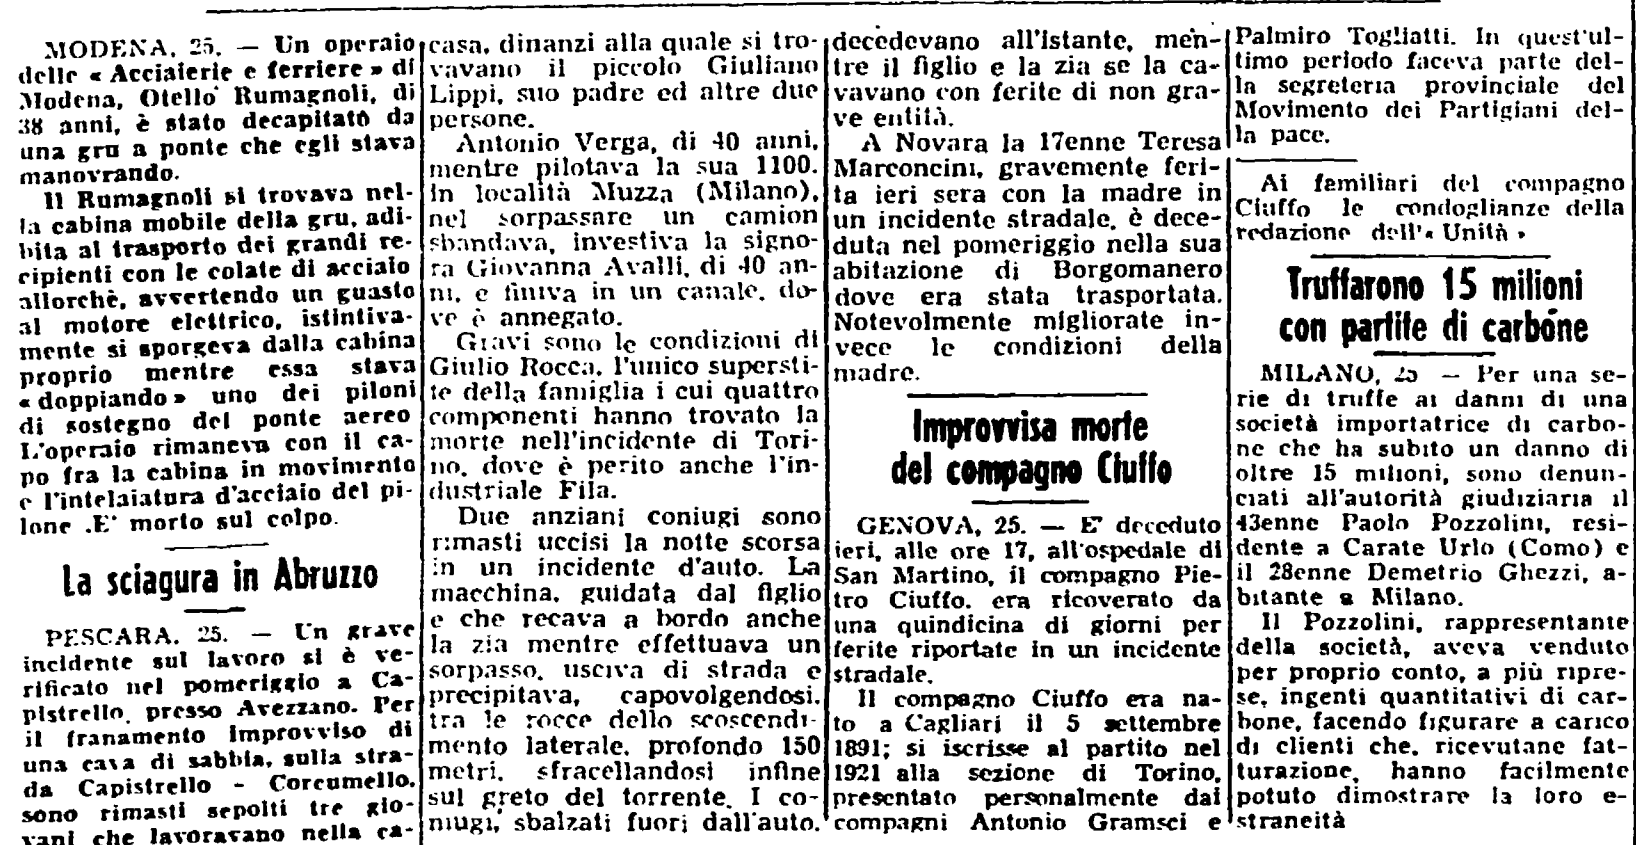 MODENA, 25. — Un operaio
delle « Acciaierie e ferriere » di
Modena, Otello Rumagnoli, di
38 anni, è stato decapitato da
una gru a ponte che egli stava
manovrando.
Il Rumagnoli si trovava nel-
la cabina mobile della gru, adi-
bita al trasporto dei grandi re-
cipienti con le colate di acciaio
allorchè, avvertendo un guasto
al motore elettrico, istintiva-
mente si sporgeva dalla cabina
proprio mentre essa stava
« doppiando » uno dei piloni
di sostegno del ponte aereo
L'operaio rimaneva con il ca-
po fra la cabina in movimento
e l'intelaiatura d'acciaio del pi-
lone .E' morto sul colpo.
La sciagura in Abruzzo
PESCARA, 25. — Un grave
incidente sul lavoro si è ve-
rificato nel pomeriggio a Ca-
pistrello, presso Avezzano. Per
il franamento improvviso di
una cava di sabbia, sulla stra-
da Capistrello - Corcumello,
sono rimasti sepolti tre gio-
vani che lavoravano nella ca-
casa, dinanzi alla quale si tro-
vavano il piccolo Giuliano
Lippi, suo padre ed altre due
persone.
Antonio Verga, di 40 anni,
mentre pilotava la sua 1100.
in località Muzza (Milano),
nel sorpassare un camion
sbandava, investiva la signo-
ra Giovanna Avalli, di 40 an-
ni, e finiva in un canale, do-
ve è annegato.
Gravi sono le condizioni di
Giulio Rocca, l'unico supersti-
te della famiglia i cui quattro
componenti hanno trovato la
morte nell'incidente di Tori-
no, dove è perito anche l'in-
dustriale Fila.
Due anziani coniugi sono
rimasti uccisi la notte scorsa
in un incidente d'auto. La
macchina, guidata dal figlio
e che recava a bordo anche
la zia mentre effettuava un
sorpasso, usciva di strada e
precipitava, capovolgendosi,
tra le rocce dello scoscendi-
mento laterale, profondo 150
metri, sfracellandosi infine
sul greto del torrente. I co-
niugi, sbalzati fuori dall'auto,
decedevano all'istante, men-
tre il figlio e la zia se la ca-
vavano con ferite di non gra-
ve entità.
A Novara la 17enne Teresa
Marconcini, gravemente feri-
ta ieri sera con la madre in
un incidente stradale, è dece-
duta nel pomeriggio nella sua
abitazione di Borgomanero
dove era stata trasportata.
Notevolmente migliorate in-
vece le condizioni della
madre.
Improvvisa morte
del compagno Ciuffo
GENOVA, 25. — E' deceduto
ieri, alle ore 17, all'ospedale di
San Martino, il compagno Pie-
tro Ciuffo. era ricoverato da
una quindicina di giorni per
ferite riportate in un incidente
stradale.
Il compagno Ciuffo era na-
to a Cagliari il 5 settembre
1891; si iscrisse al partito nel
1921 alla sezione di Torino,
presentato personalmente dai
compagni Antonio Gramsci e
Palmiro Togliatti. In quest'ul-
timo periodo faceva parte del-
la segreteria provinciale del
Movimento dei Partigiani del-
la pace.
Ai familiari del compagno
Ciuffo le condoglianze della
redazione dell'« Unità »
Truffarono 15 milioni
con partite di carbone
MILANO, 25 — Per una se-
rie di truffe ai danni di una
società importatrice di carbo-
ne che ha subito un danno di
oltre 15 milioni, sono denun-
ciati all'autorità giudiziaria il
43enne Paolo Pozzolini, resi-
dente a Carate Urlo (Como) e
il 28enne Demetrio Ghezzi, a-
bitante a Milano.
Il Pozzolini, rappresentante
della società, aveva venduto
per proprio conto, a più ripre-
se, ingenti quantitativi di car-
bone, facendo figurare a carico
di clienti che, ricevutane fat-
turazione, hanno facilmente
potuto dimostrare la loro e-
straneità